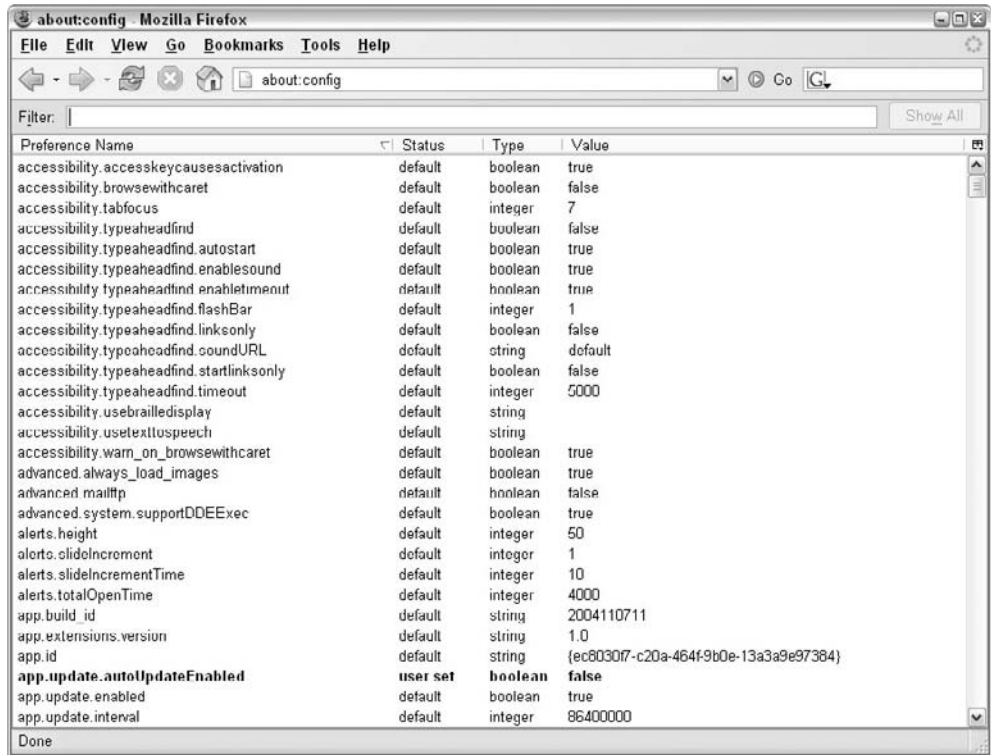 about:config - Mozilla Firefox
File Edit View Go Bookmarks Tools Help
about:config Go G
Filter: Show All
Preference Name Status Type Value
accessibility.accesskeycausesactivation default boolean true
accessibility.browsewithcaret default boolean false
accessibility.tabfocus default integer 7
accessibility.typeaheadfind default boolean false
accessibility.typeaheadfind.autostart default boolean true
accessibility.typeaheadfind.enablesound default boolean true
accessibility.typeaheadfind.enabletimeout default boolean true
accessibility.typeaheadfind.flashBar default integer 1
accessibility.typeaheadfind.linksonly default boolean false
accessibility.typeaheadfind.soundURL default string default
accessibility.typeaheadfind.startlinksonly default boolean false
accessibility.typeaheadfind.timeout default integer 5000
accessibility.usebrailledisplay default string
accessibility.usetexttospeech default string
accessibility.warn_on_browsewithcaret default boolean true
advanced.always_load_images default boolean true
advanced.mailftp default boolean false
advanced.system.supportDDEExec default boolean true
alerts.height default integer 50
alerts.slideIncrement default integer 1
alerts.slideIncrementTime default integer 10
alerts.totalOpenTime default integer 4000
app.build_id default string 2004110711
app.extensions.version default string 1.0
app.id default string {ec8030f7-c20a-464f-9b0e-13a3a9e97384}
app.update.autoUpdateEnabled user set boolean false
app.update.enabled default boolean true
app.update.interval default integer 86400000
Done